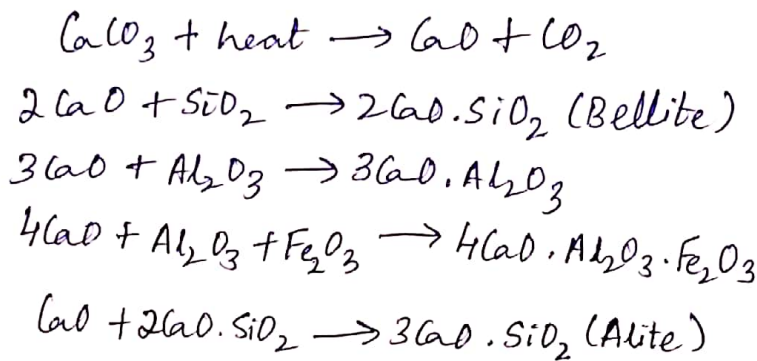 CaCO₃ + heat → CaO + CO₂
2CaO + SiO₂ → 2CaO.SiO₂ (Bellite)
3CaO + Al₂O₃ → 3CaO.Al₂O₃
4CaO + Al₂O₃ + Fe₂O₃ → 4CaO.Al₂O₃.Fe₂O₃
CaO + 2CaO.SiO₂ → 3CaO.SiO₂ (Alite)